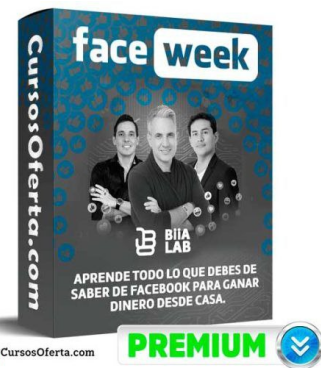 face week
CursosOferta.com
BiiA
LAB
APRENDE TODO LO QUE DEBES DE
SABER DE FACEBOOK PARA GANAR
DINERO DESDE CASA.
PREMIUM
CursosOferta.com